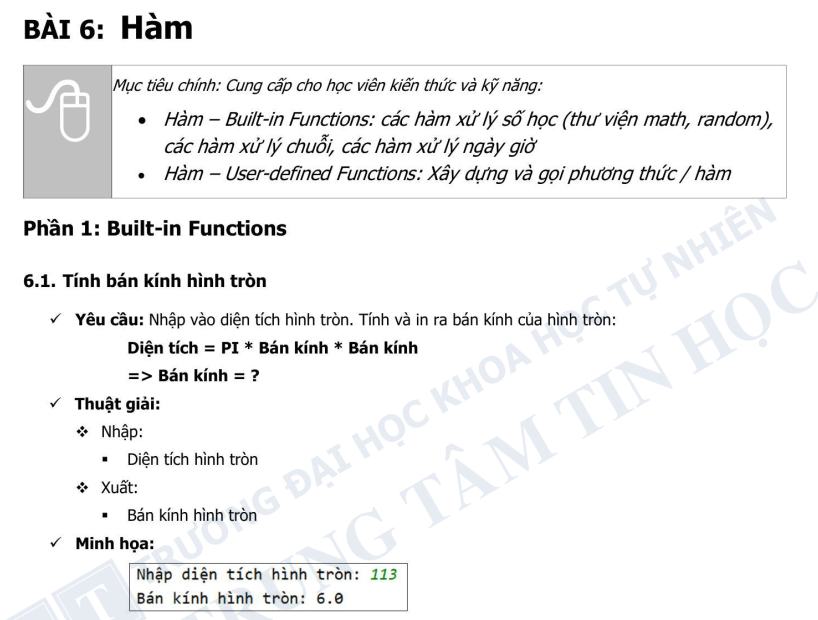 BÀI 6: Hàm
Mục tiêu chính: Cung cấp cho học viên kiến thức và kỹ năng:
• Hàm – Built-in Functions: các hàm xử lý số học (thư viện math, random),
các hàm xử lý chuỗi, các hàm xử lý ngày giờ
• Hàm – User-defined Functions: Xây dựng và gọi phương thức / hàm
Phần 1: Built-in Functions
6.1. Tính bán kính hình tròn
✓ Yêu cầu: Nhập vào diện tích hình tròn. Tính và in ra bán kính của hình tròn:
Diện tích = PI * Bán kính * Bán kính
=> Bán kính = ?
✓ Thuật giải:
❖ Nhập:
▪ Diện tích hình tròn
❖ Xuất:
▪ Bán kính hình tròn
✓ Minh họa:
Nhập diện tích hình tròn: 113
Bán kính hình tròn: 6.0
TRƯỜNG ĐẠI HỌC KHOA HỌC TỰ NHIÊN
TRUNG TÂM TIN HỌC